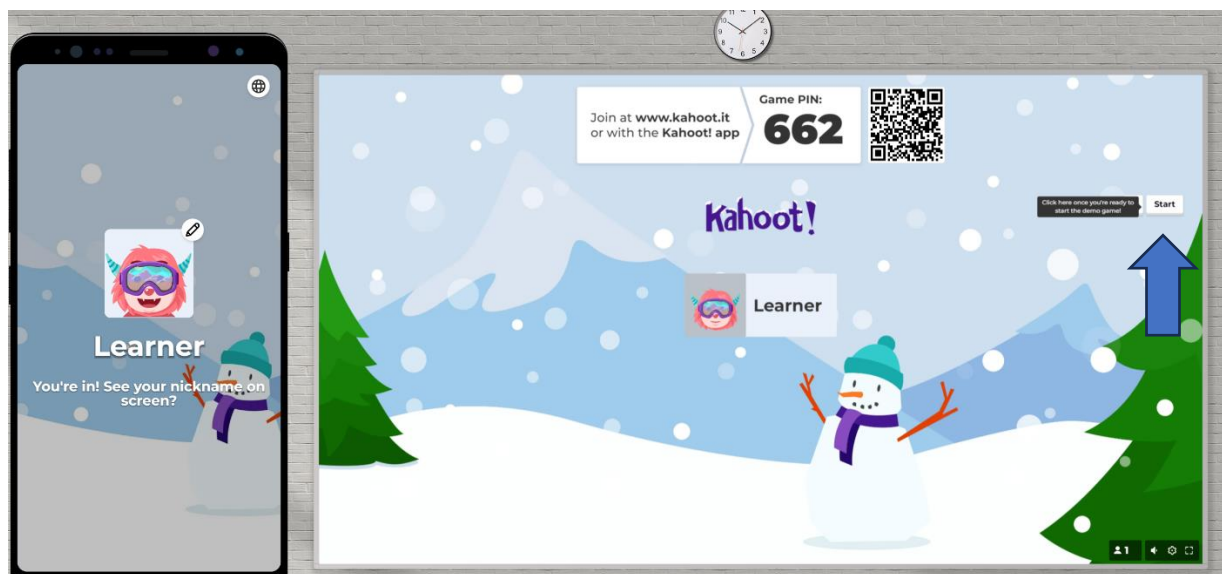 Learner
You're in! See your nickname on
screen?
Join at www.kahoot.it
or with the Kahoot! app
Game PIN:
662
Kahoot!
Click here once you're ready to
start the demo game!
Start
Learner
1